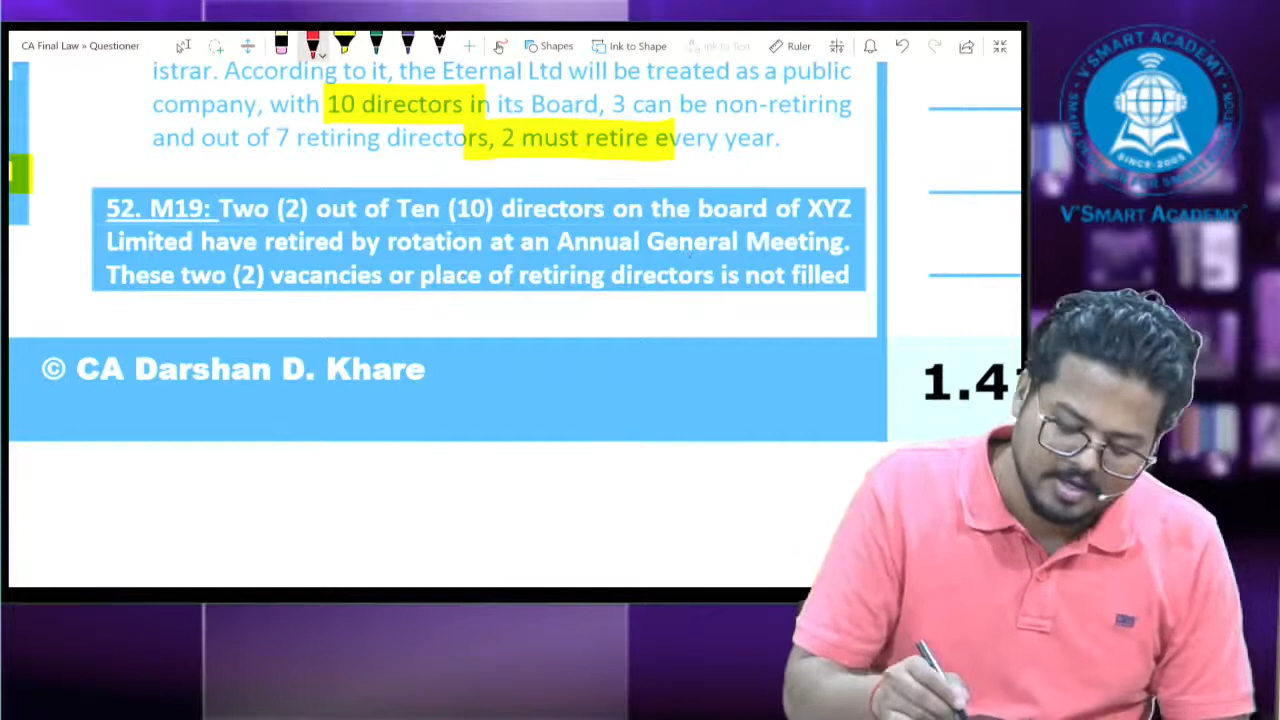 CA Final Law » Questioner
Shapes
Ink to Shape
Ink to Text
Ruler
istrar. According to it, the Eternal Ltd will be treated as a public
company, with 10 directors in its Board, 3 can be non-retiring
and out of 7 retiring directors, 2 must retire every year.
52. M19: Two (2) out of Ten (10) directors on the board of XYZ
Limited have retired by rotation at an Annual General Meeting.
These two (2) vacancies or place of retiring directors is not filled
© CA Darshan D. Khare
1.4
V'SMART ACADEMY
SINCE-2008
V'SMART ACADEMY